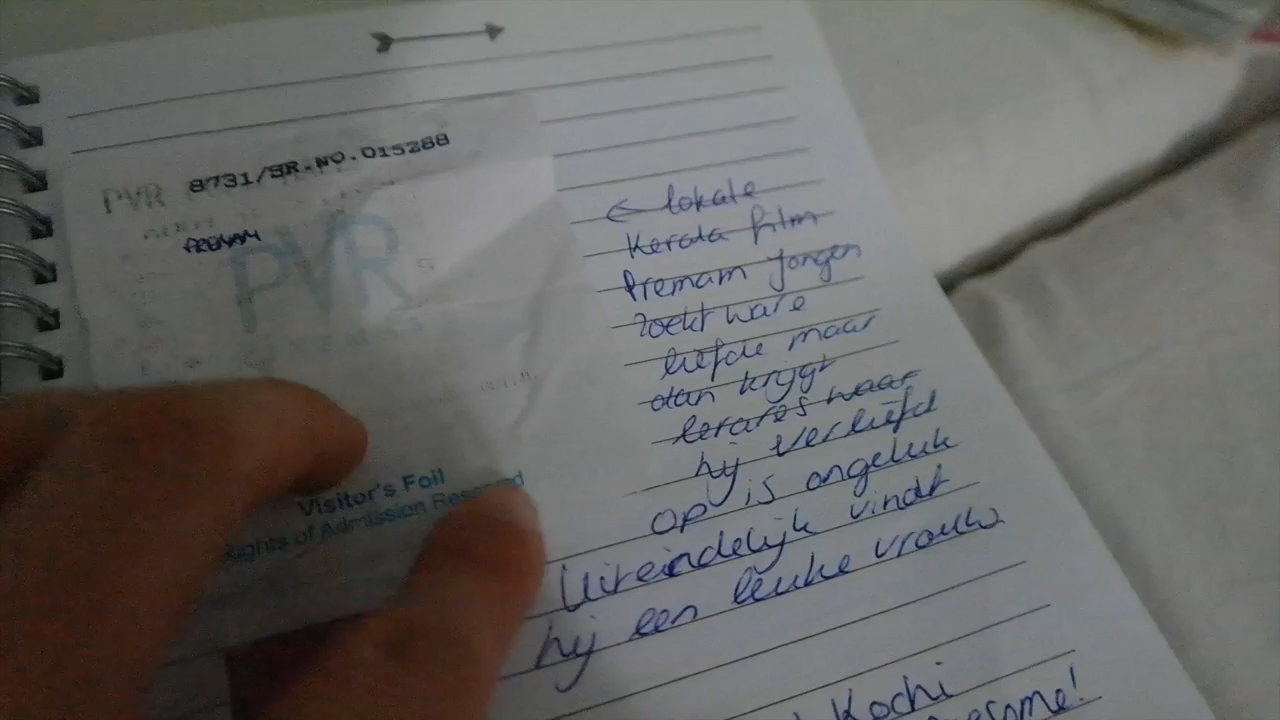 PVR 8731/SR.NO.015288
PREMAM
PVR
Visitor's Foil
Rights of Admission Reserved
← lokale
Kerala film
Premam jongen
zoekt ware
liefde maar
dan krijgt
lerares waar
hij verliefd
op is ongeluk
Uiteindelijk vindt
hij een leuke vrouw
Kochi